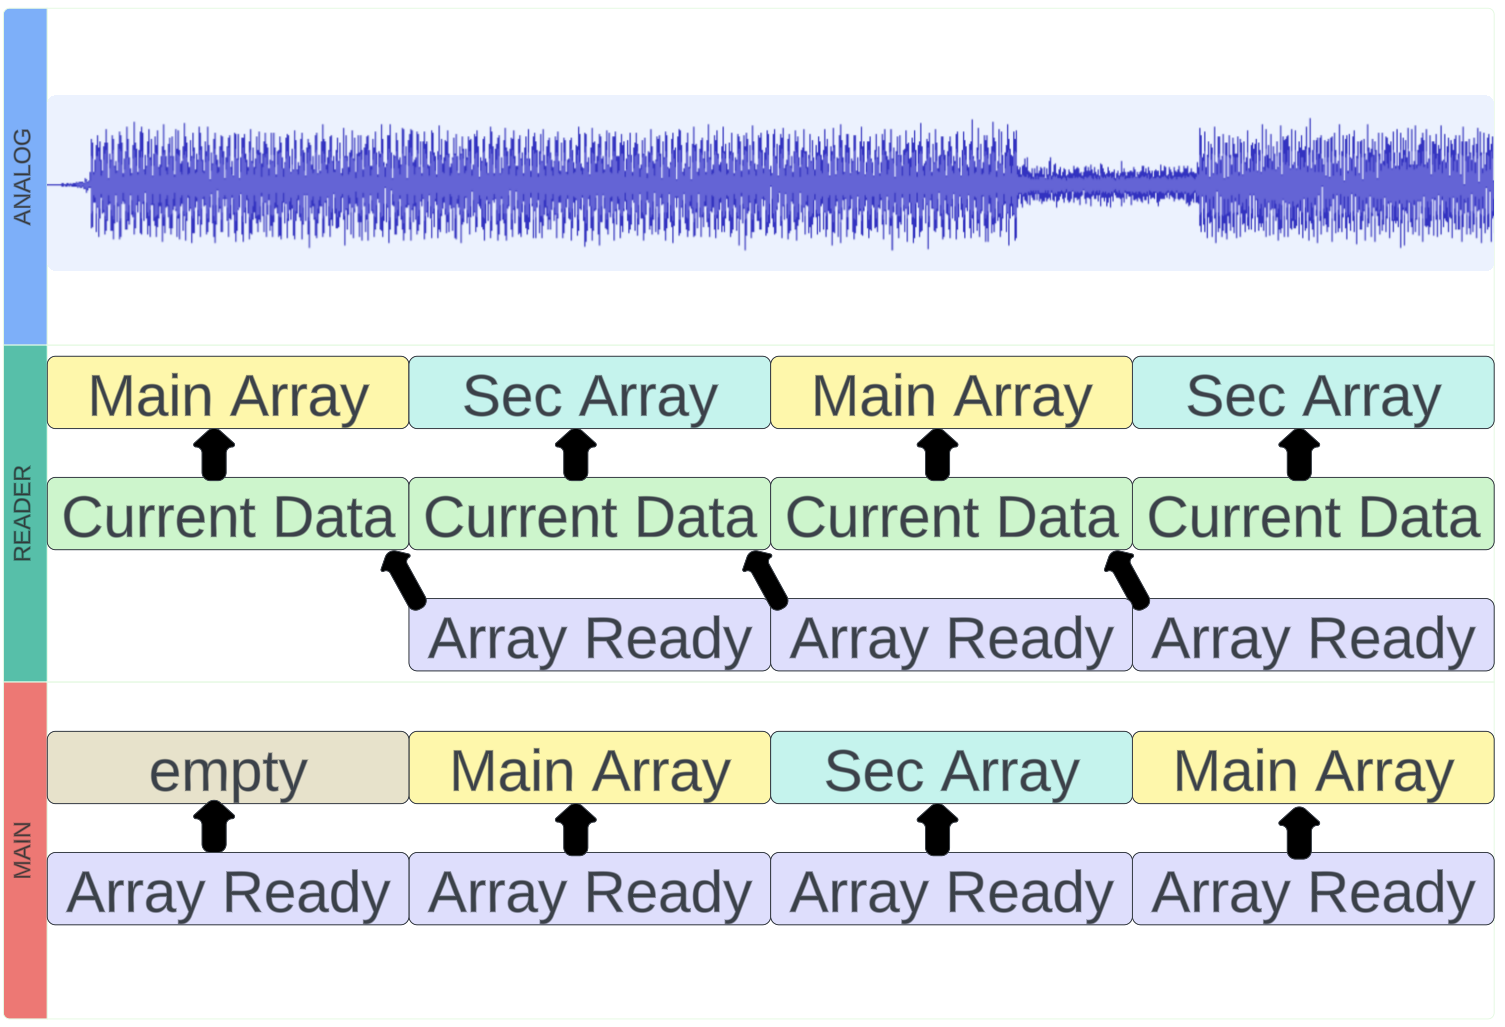 ANALOG
READER
Main Array Sec Array Main Array Sec Array
Current Data Current Data Current Data Current Data
Array Ready Array Ready Array Ready
MAIN
empty Main Array Sec Array Main Array
Array Ready Array Ready Array Ready Array Ready